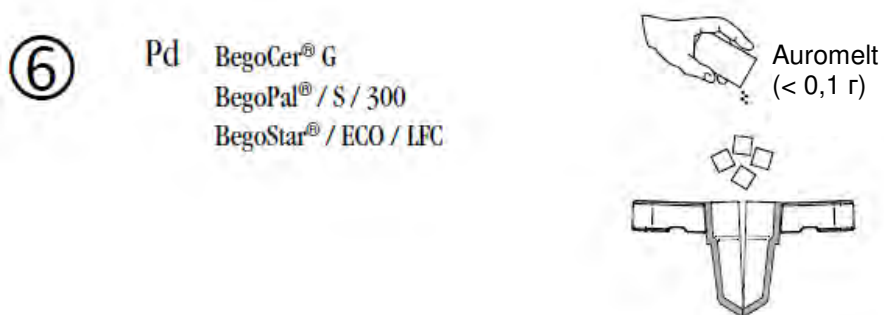 ⑥
Pd BegoCer® G
BegoPal® / S / 300
BegoStar® / ECO / LFC
Auromelt
(< 0,1 г)